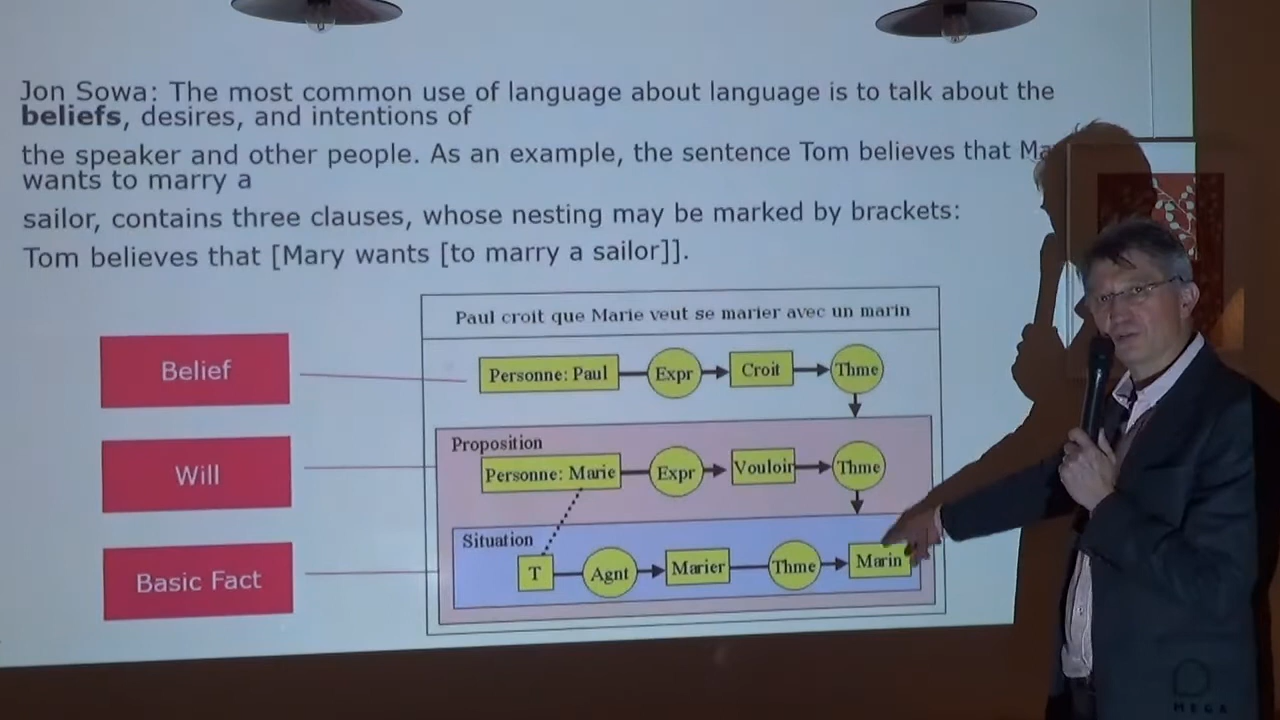 Jon Sowa: The most common use of language about language is to talk about the
beliefs, desires, and intentions of
the speaker and other people. As an example, the sentence Tom believes that
wants to marry a
sailor, contains three clauses, whose nesting may be marked by brackets:
Tom believes that [Mary wants [to marry a sailor]].
Paul croit que Marie veut se marier avec un marin
Belief
Personne: Paul Expr Croit Thme
Proposition
Will
Personne: Marie Expr Vouloir Thme
Situation
Basic Fact
T Agnt Marier Thme Marin
MEGA